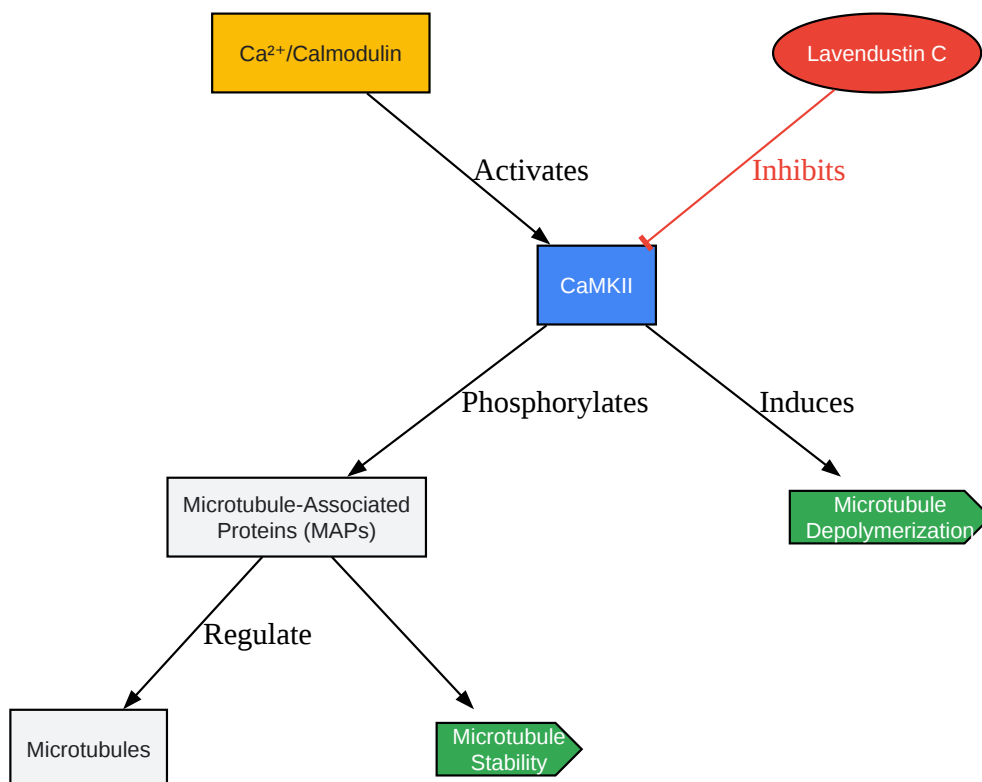 Ca²⁺/Calmodulin
Lavendustin C
Activates
Inhibits
CaMKII
Phosphorylates
Induces
Microtubule-Associated
Proteins (MAPs)
Microtubule
Depolymerization
Regulate
Microtubules
Microtubule
Stability